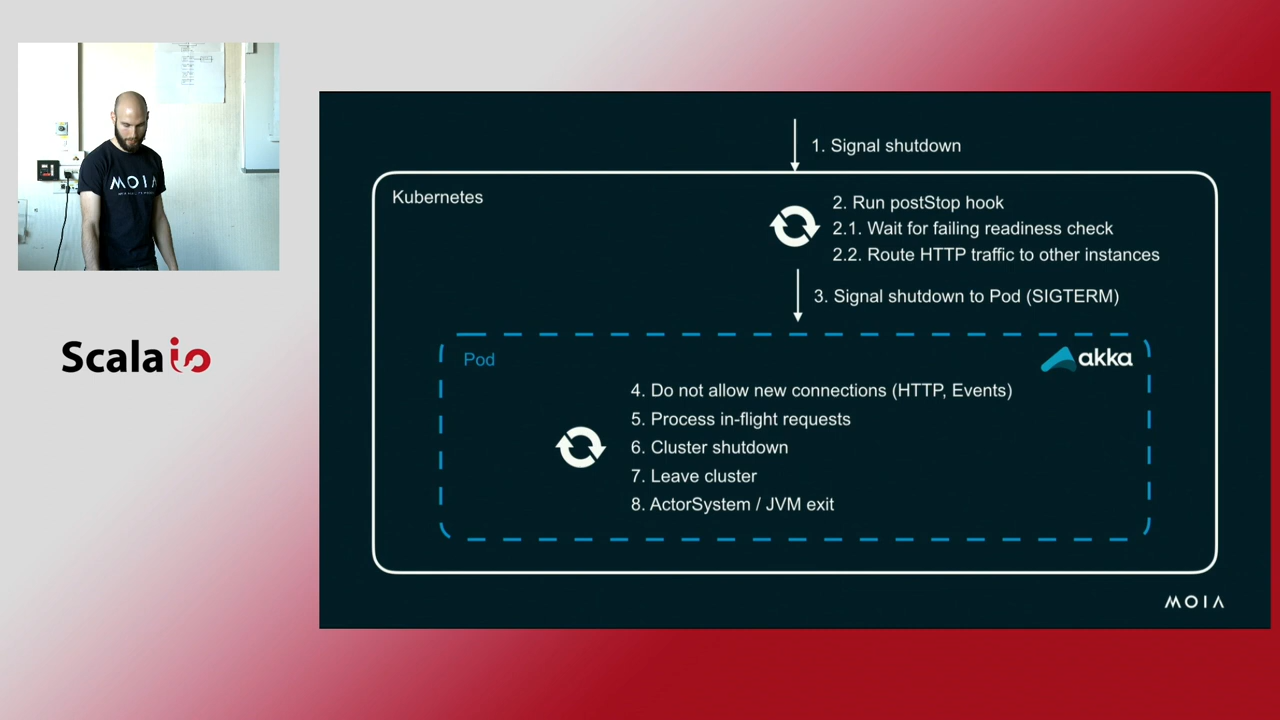 MOIA
Scala io
1. Signal shutdown
Kubernetes
2. Run postStop hook
2.1. Wait for failing readiness check
2.2. Route HTTP traffic to other instances
3. Signal shutdown to Pod (SIGTERM)
Pod
akka
4. Do not allow new connections (HTTP, Events)
5. Process in-flight requests
6. Cluster shutdown
7. Leave cluster
8. ActorSystem / JVM exit
MOIA